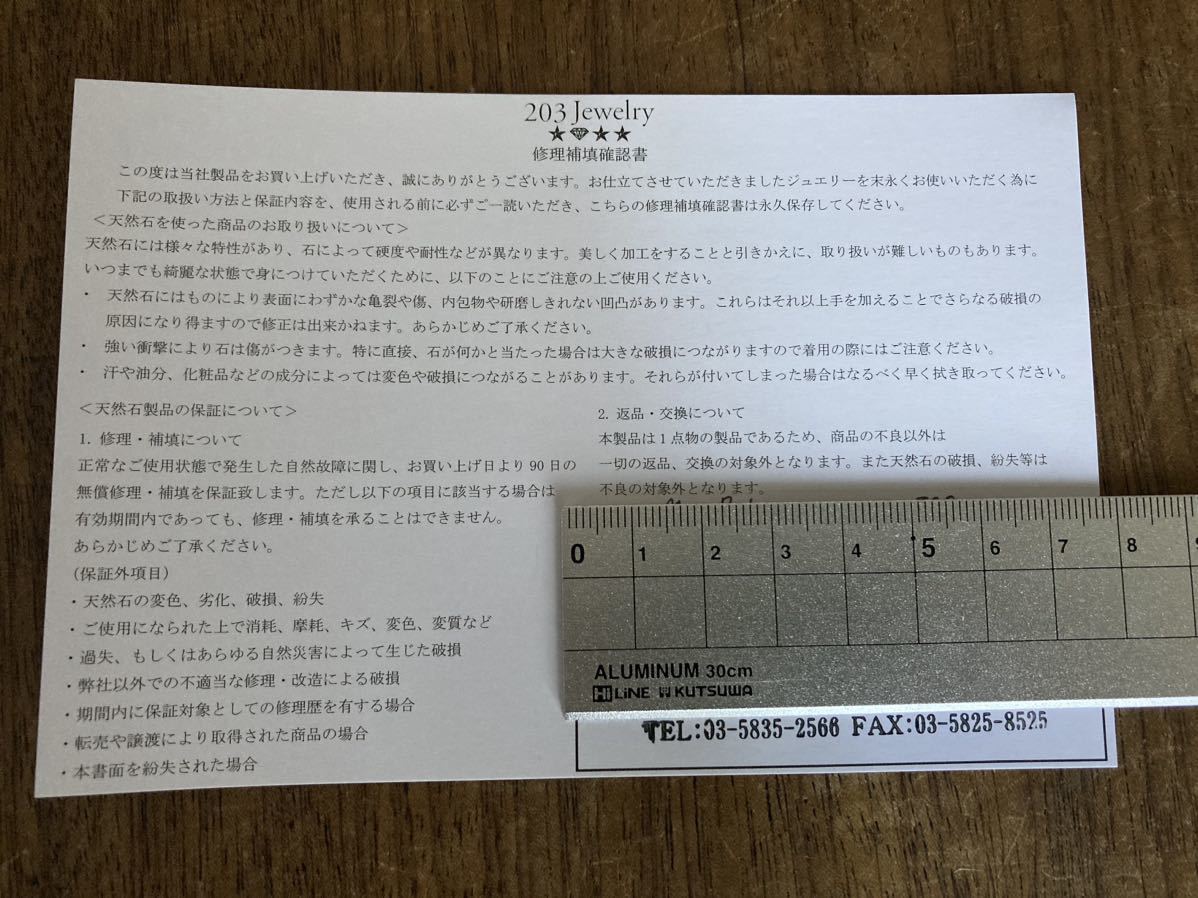 203 Jewelry
修理補填確認書
この度は当社製品をお買い上げいただき、誠にありがとうございます。お仕立てさせていただきましたジュエリーを末永くお使いいただく為に
下記の取扱い方法と保証内容を、使用される前に必ずご一読いただき、こちらの修理補填確認書は永久保存してください。
＜天然石を使った商品のお取り扱いについて＞
天然石には様々な特性があり、石によって硬度や耐性などが異なります。美しく加工をすることと引きかえに、取り扱いが難しいものもあります。
いつまでも綺麗な状態で身につけていただくために、以下のことにご注意の上ご使用ください。
・ 天然石にはものにより表面にわずかな亀裂や傷、内包物や研磨しきれない凹凸があります。これらはそれ以上手を加えることでさらなる破損の
原因になり得ますので修正は出来かねます。あらかじめご了承ください。
・ 強い衝撃により石は傷がつきます。特に直接、石が何かと当たった場合は大きな破損につながりますので着用の際にはご注意ください。
・ 汗や油分、化粧品などの成分によっては変色や破損につながることがあります。それらが付いてしまった場合はなるべく早く拭き取ってください。
＜天然石製品の保証について＞
1. 修理・補填について
正常なご使用状態で発生した自然故障に関し、お買い上げ日より90日の
無償修理・補填を保証致します。ただし以下の項目に該当する場合は
有効期間内であっても、修理・補填を承ることはできません。
あらかじめご了承ください。
(保証外項目)
・天然石の変色、劣化、破損、紛失
・ご使用になられた上で消耗、摩耗、キズ、変色、変質など
・過失、もしくはあらゆる自然災害によって生じた破損
・弊社以外での不適当な修理・改造による破損
・期間内に保証対象としての修理歴を有する場合
・転売や譲渡により取得された商品の場合
・本書面を紛失された場合
2. 返品・交換について
本製品は1点物の製品であるため、商品の不良以外は
一切の返品、交換の対象外となります。また天然石の破損、紛失等は
不良の対象外となります。
0 1 2 3 4 5 6 7 8
ALUMINUM 30cm
Hi LiNE KUTSUWA
TEL:03-5835-2566 FAX:03-5825-8525